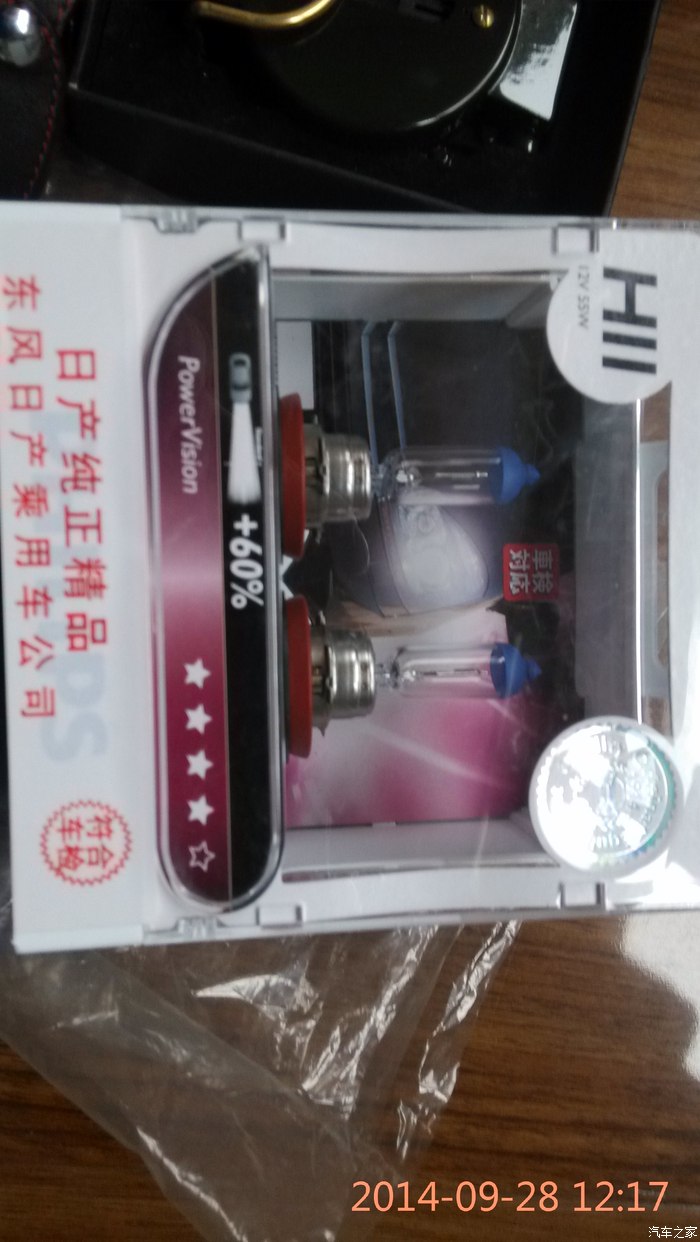 H11
12V 55W
車検
対応
+60%
PowerVision
日产纯正精品
东风日产乘用车公司
符合
车检
2014-09-28 12:17
汽车之家